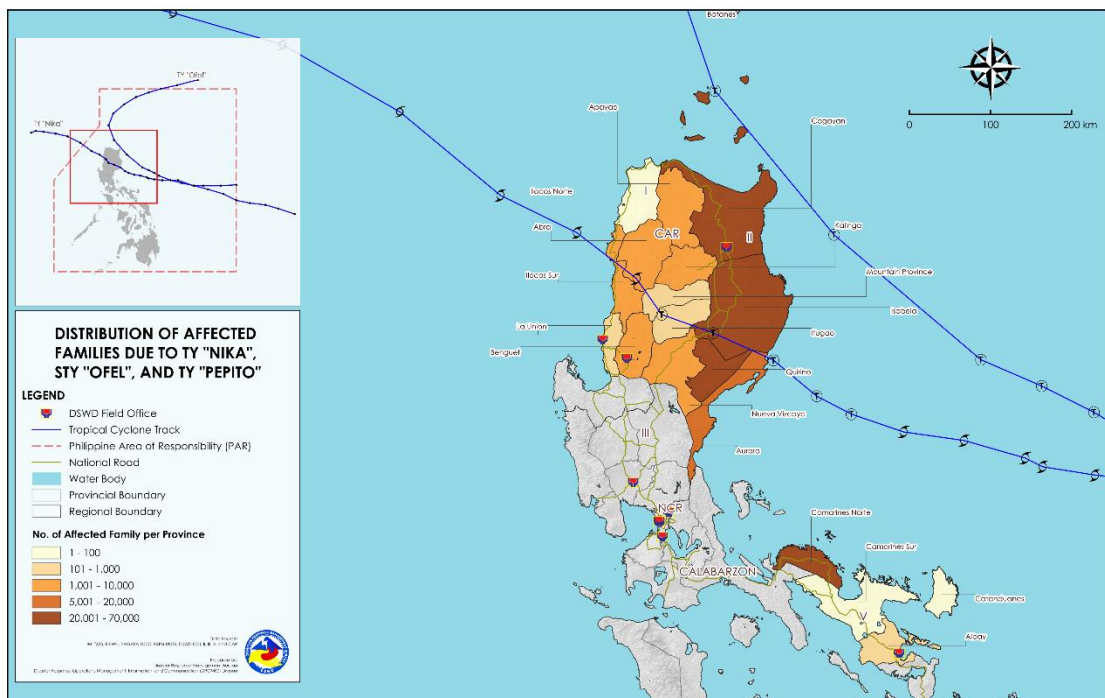 Batanes
TY "Ofel"
TY "Nika"
0 100 200 km
Apayao
Cagayan
Ilocos Norte
I
Kalinga
Abra
CAR
II
Mountain Province
Ilocos Sur
Isabela
La Union
Ifugao
Benguet
Quirino
Nueva Vizcaya
III
Aurora
NCR
Camarines Norte
Camarines Sur
CALABARZON
Catanduanes
V
Albay
DISTRIBUTION OF AFFECTED
FAMILIES DUE TO TY "NIKA",
STY "OFEL", AND TY "PEPITO"
LEGEND
DSWD Field Office
Tropical Cyclone Track
Philippine Area of Responsibility (PAR)
National Road
Water Body
Provincial Boundary
Regional Boundary
No. of Affected Family per Province
1 - 100
101 - 1,000
1,001 - 10,000
5,001 - 20,000
20,001 - 70,000